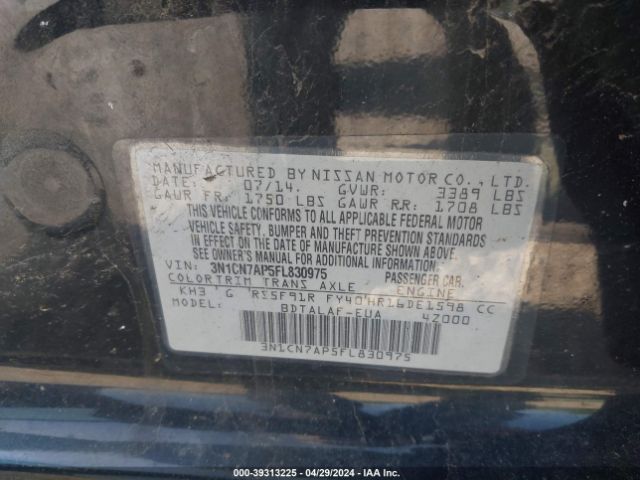 MANUFACTURED BY NISSAN MOTOR CO., LTD.
DATE: 07/14. GVWR: 3389 LBS
GAWR FR: 1750 LBS GAWR RR: 1708 LBS
THIS VEHICLE CONFORMS TO ALL APPLICABLE FEDERAL MOTOR
VEHICLE SAFETY, BUMPER AND THEFT PREVENTION STANDARDS
IN EFFECT ON THE DATE OF MANUFACTURE SHOWN ABOVE.
SEE OWNER'S MANUAL FOR ADDITIONAL INFORMATION.
VIN: 3N1CN7AP5FL830975 PASSENGER CAR.
COLOR TRIM TRANS AXLE ENGINE
KH3 G RE5F91R FY40 HR16DE1598 CC
BDTALAF-EUA 4Z000
3N1CN7AP5FL830975
000-39313225 - 04/29/2024 - IAA Inc.